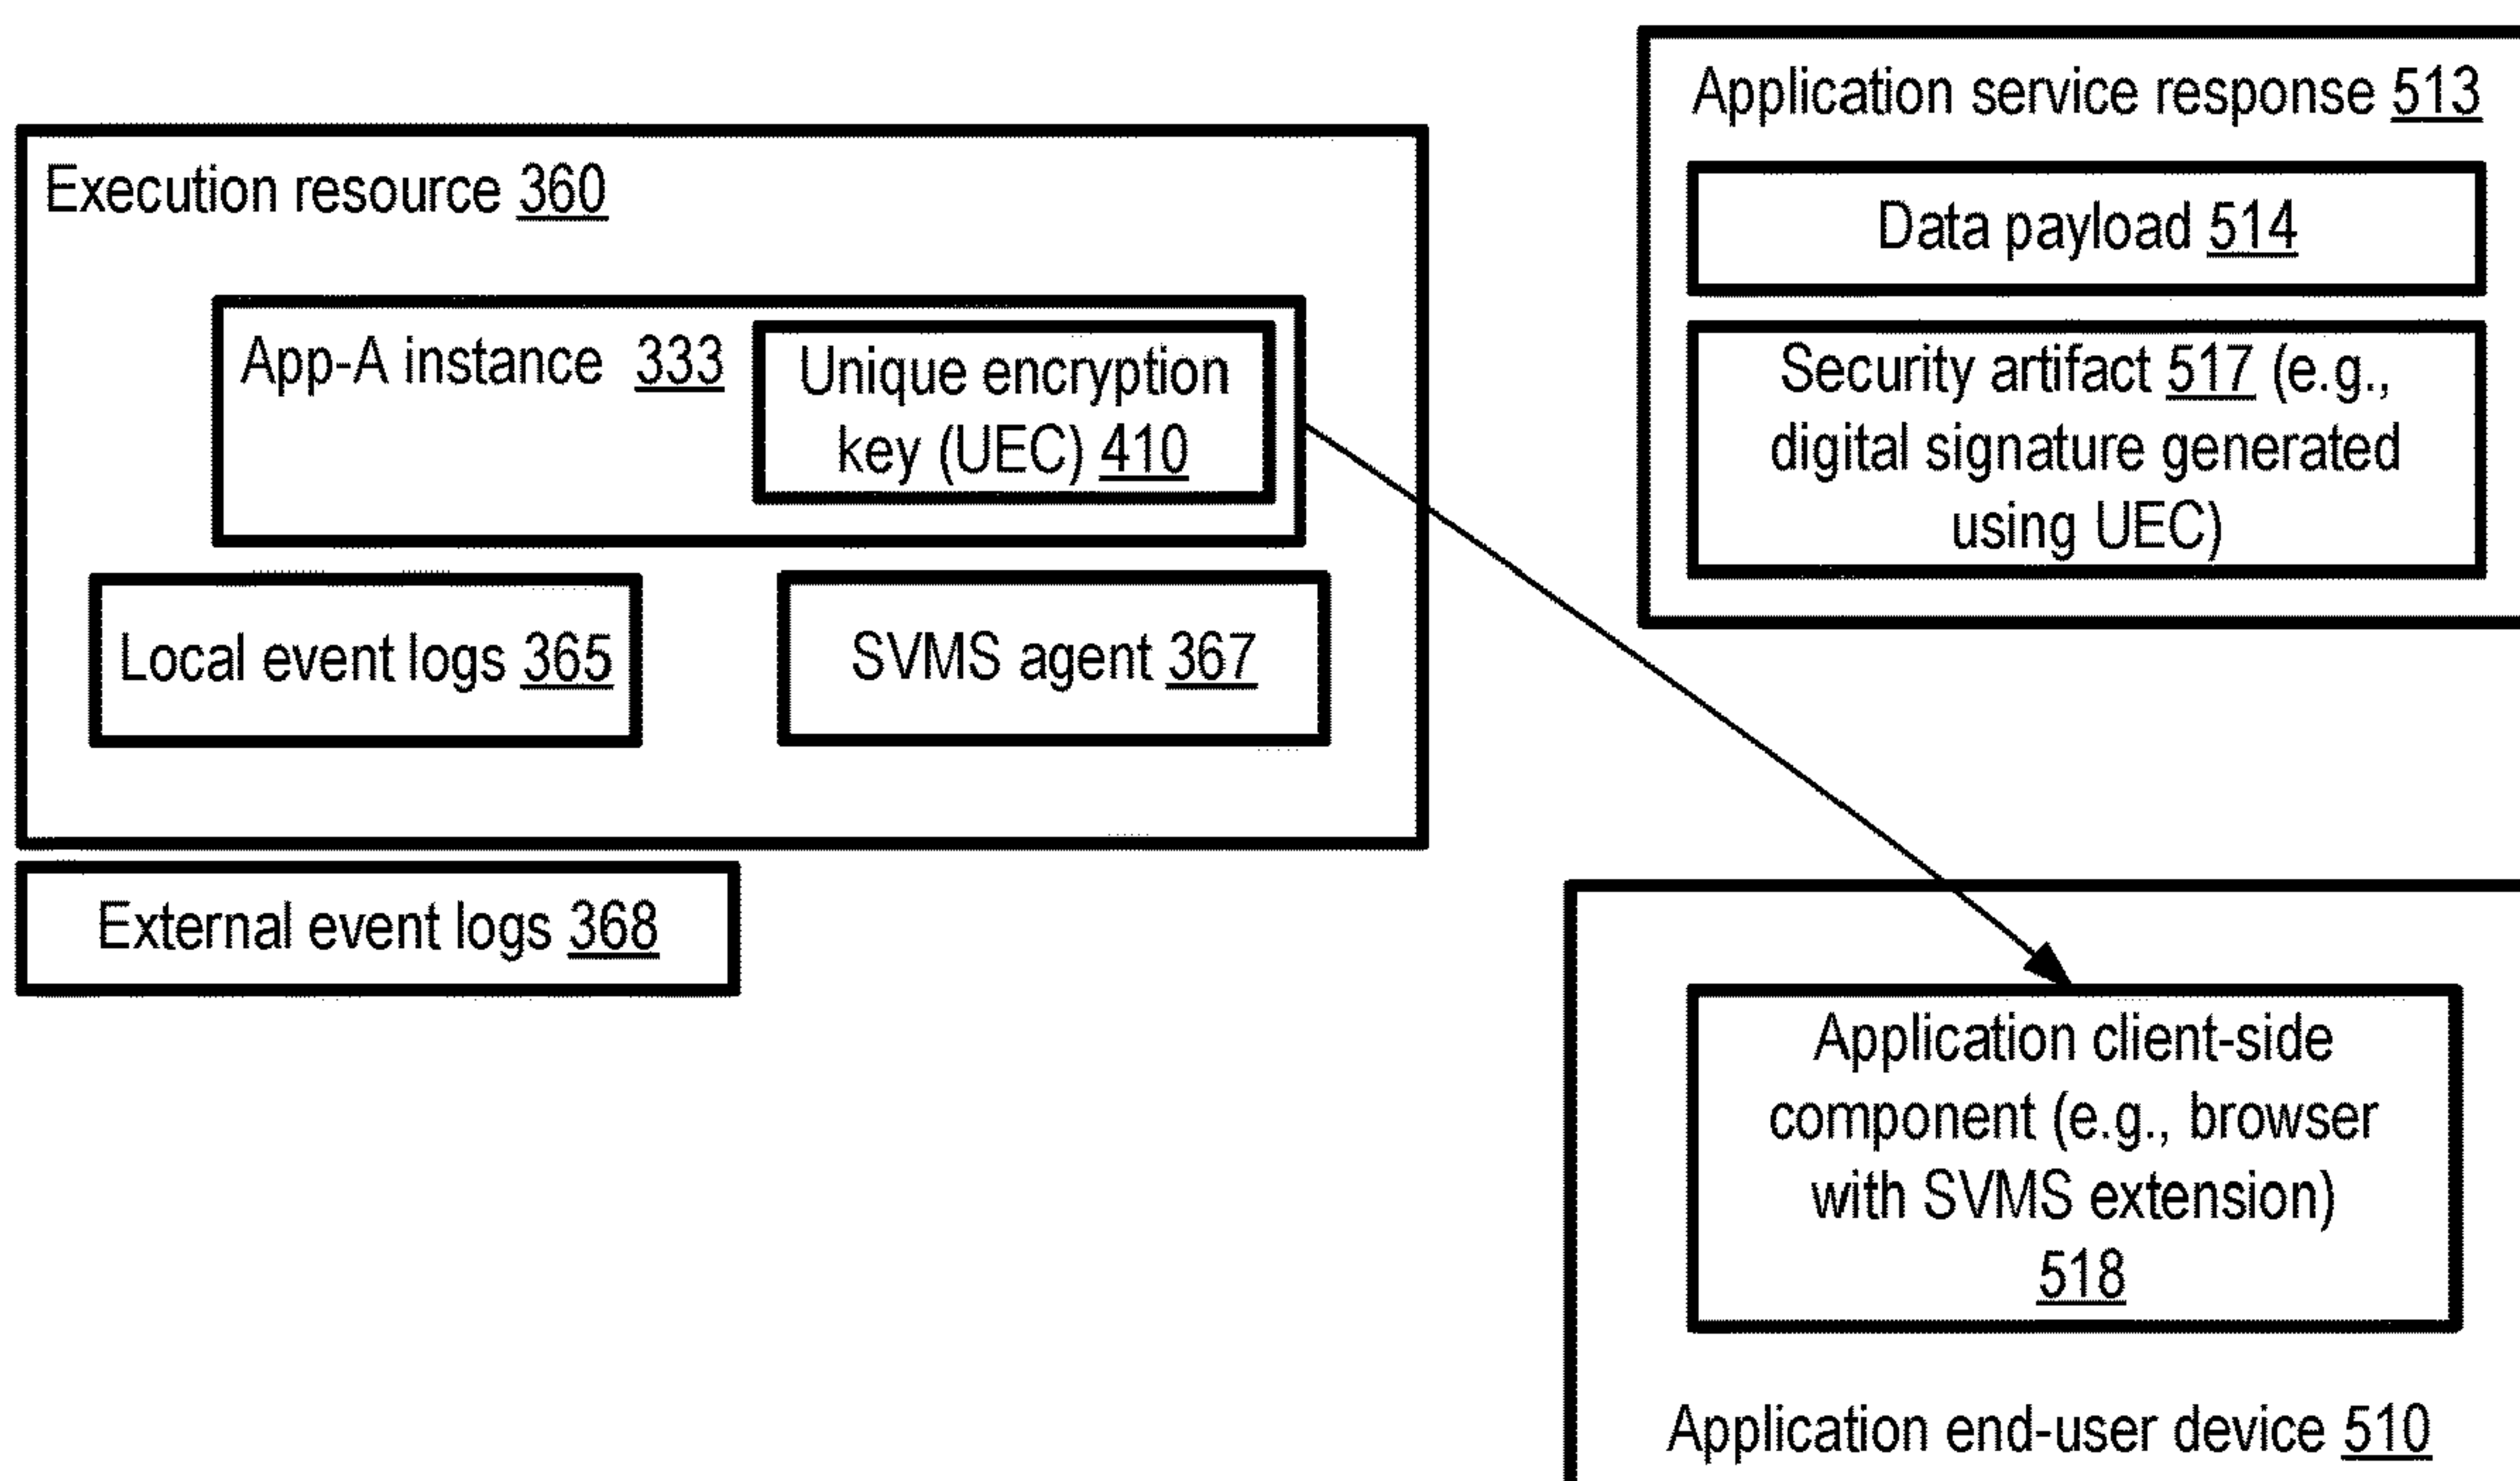 Application service response 513
Data payload 514
Security artifact 517 (e.g.,
digital signature generated
using UEC)
Execution resource 360
App-A instance 333
Unique encryption
key (UEC) 410
Local event logs 365
SVMS agent 367
External event logs 368
Application client-side
component (e.g., browser
with SVMS extension)
518
Application end-user device 510